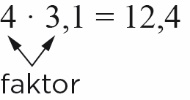 4 · 3,1 = 12,4
faktor